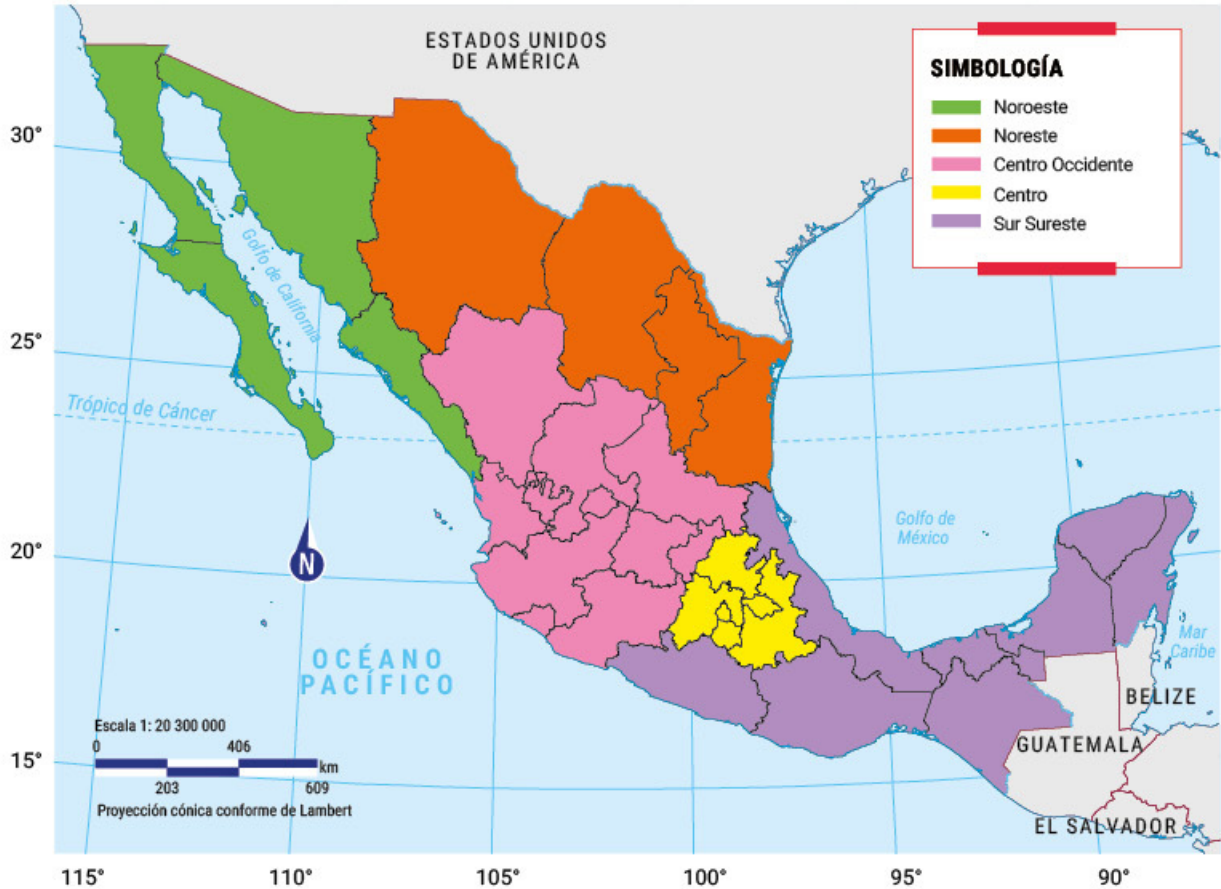 ESTADOS UNIDOS
DE AMÉRICA
SIMBOLOGÍA
Noroeste
Noreste
Centro Occidente
Centro
Sur Sureste
30°
Golfo de
California
25°
Trópico de Cáncer
Golfo de
México
20°
N
OCÉANO
PACÍFICO
Mar
Caribe
BELIZE
GUATEMALA
Escala 1: 20 300 000
0 406
km
203 609
Proyección cónica conforme de Lambert
15°
EL SALVADOR
115° 110° 105° 100° 95° 90°